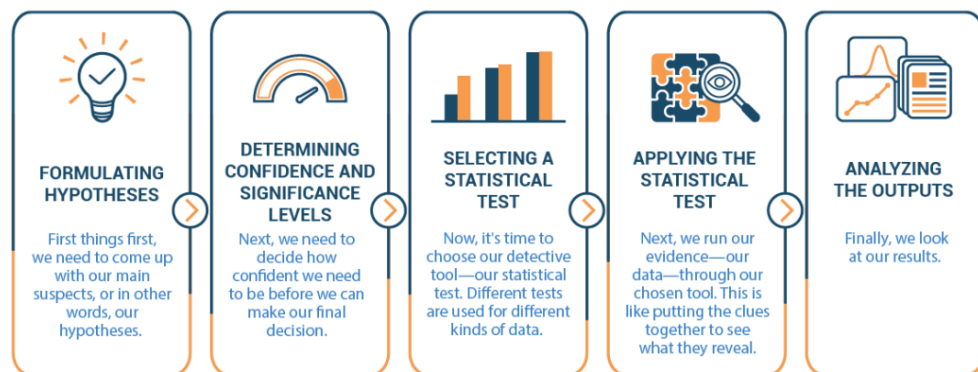 FORMULATING
HYPOTHESES
First things first,
we need to come up
with our main
suspects, or in other
words, our
hypotheses.
DETERMINING
CONFIDENCE AND
SIGNIFICANCE
LEVELS
Next, we need to
decide how
confident we need
to be before we can
make our final
decision.
SELECTING A
STATISTICAL
TEST
Now, it's time to
choose our detective
tool—our statistical
test. Different tests
are used for different
kinds of data.
APPLYING THE
STATISTICAL
TEST
Next, we run our
evidence—our
data—through our
chosen tool. This is
like putting the clues
together to see
what they reveal.
ANALYZING
THE OUTPUTS
Finally, we look
at our results.